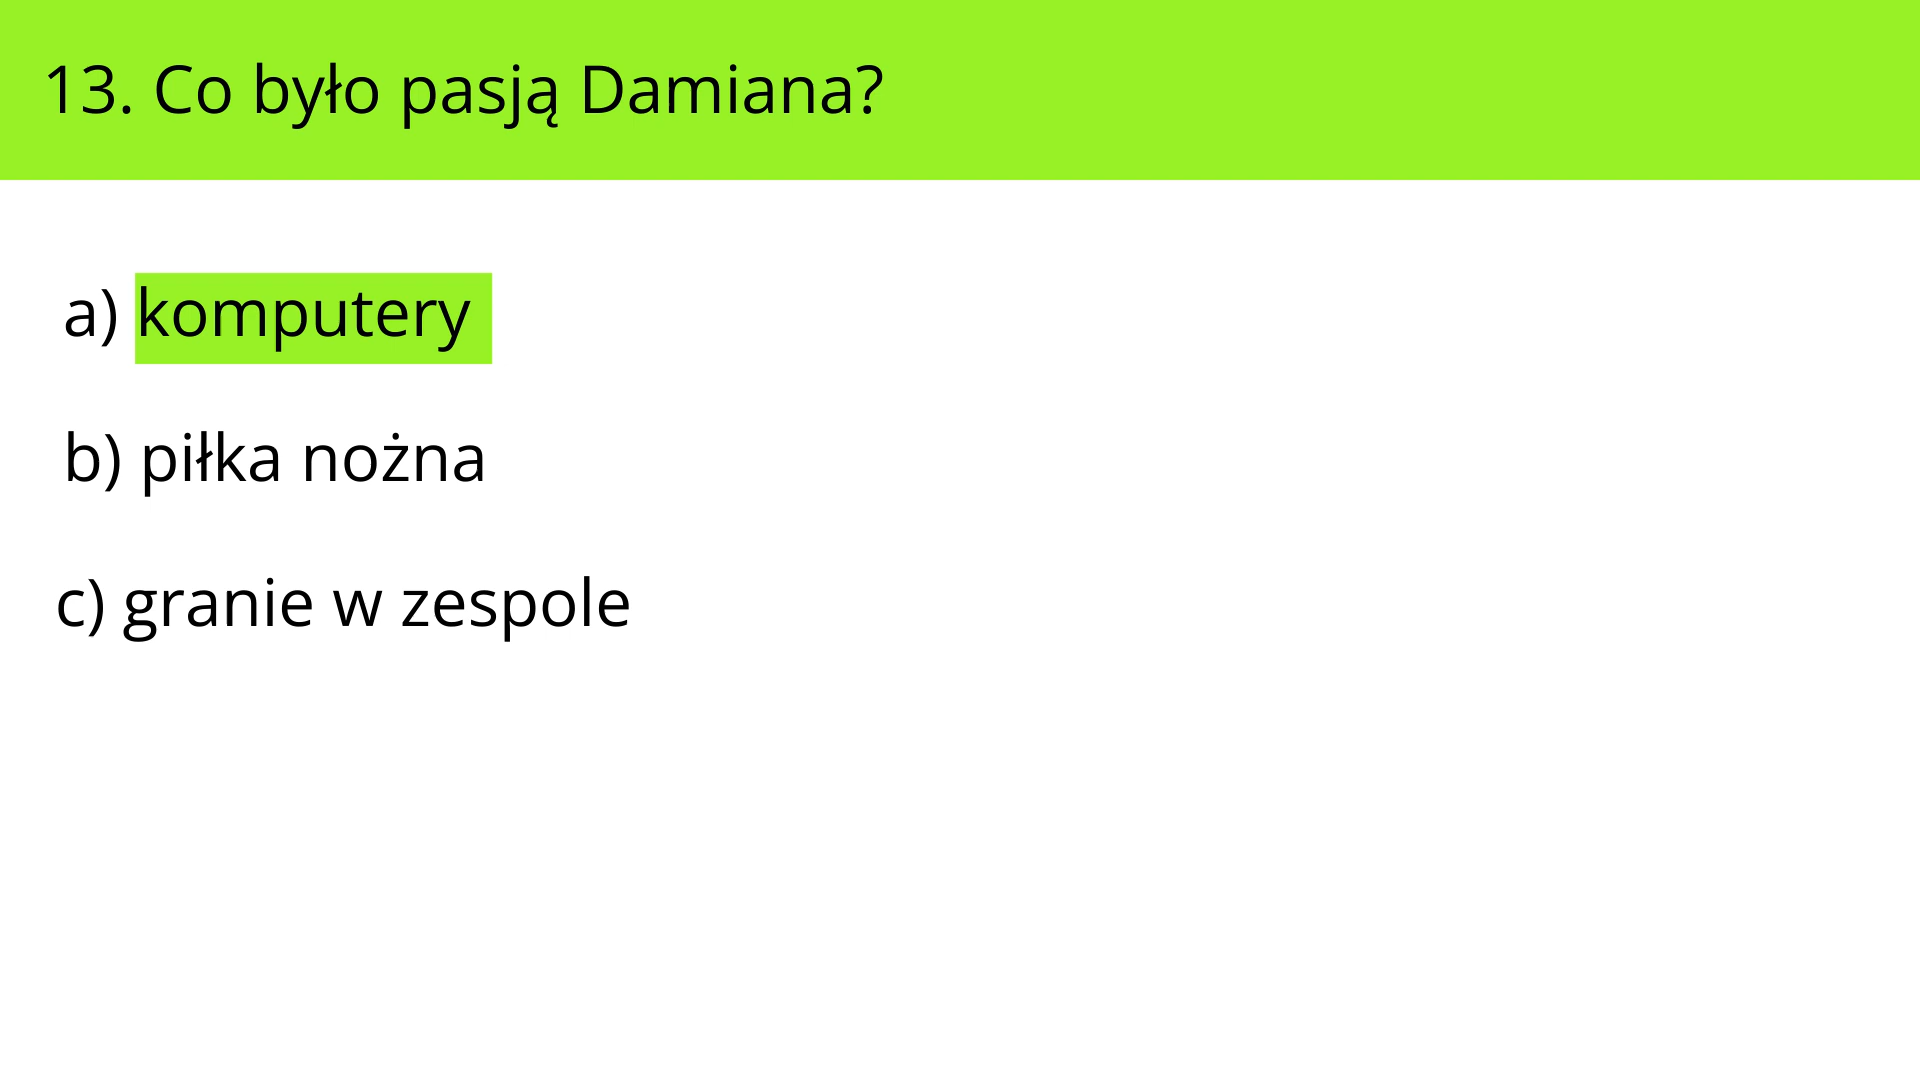 13. Co było pasją Damiana?
a) komputery
b) piłka nożna
c) granie w zespole